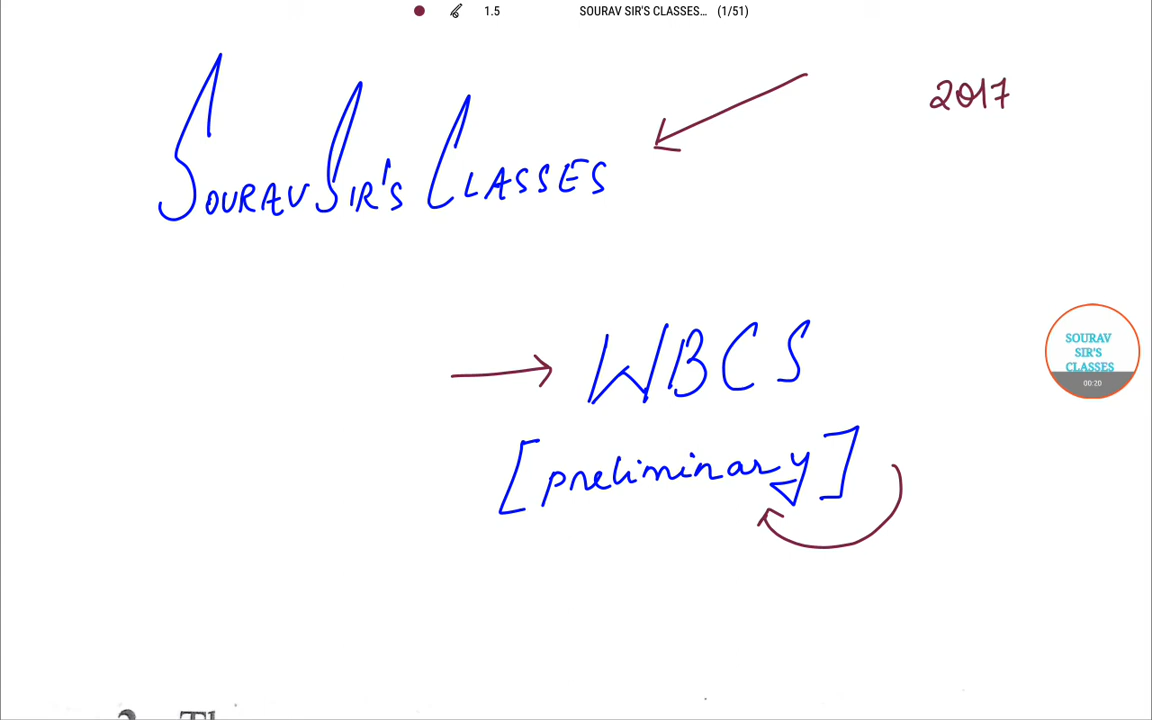 1.5 SOURAV SIR'S CLASSES... (1/51)
2017
SOURAV SIR'S CLASSES
WBCS
[preliminary]
SOURAV
SIR'S
CLASSES
00:20